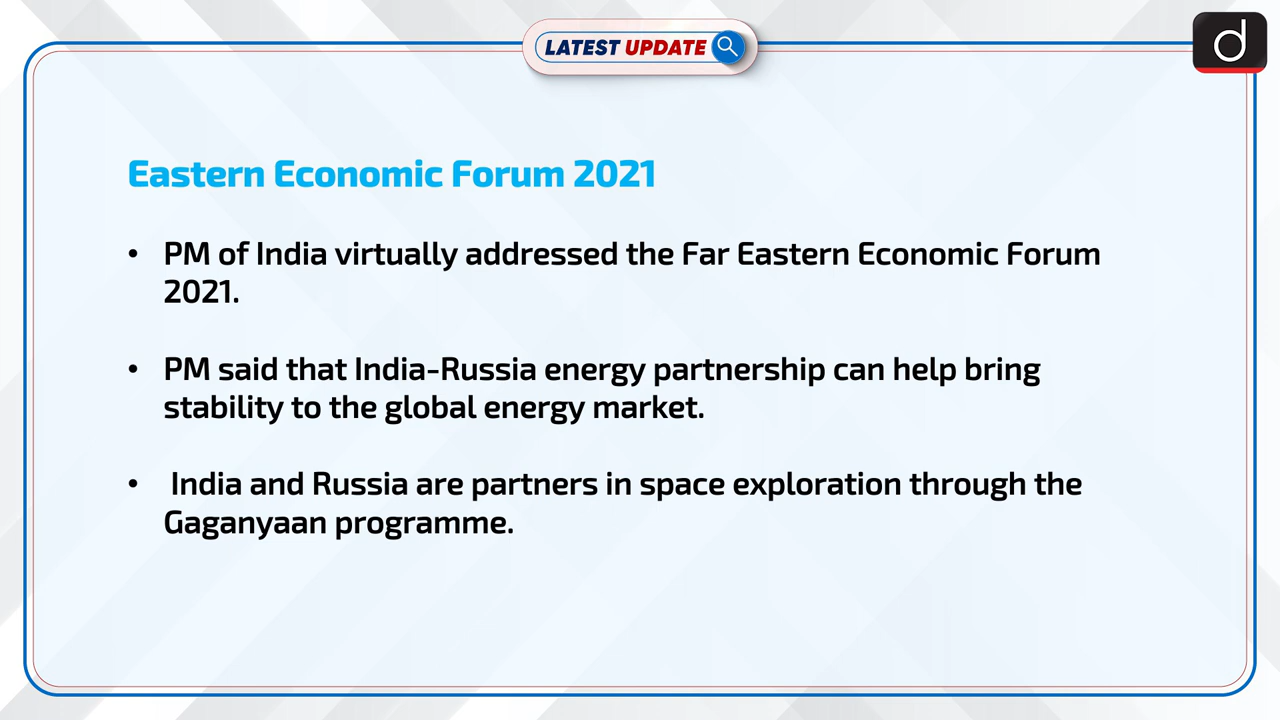 LATEST UPDATE
d
Eastern Economic Forum 2021
• PM of India virtually addressed the Far Eastern Economic Forum
2021.
• PM said that India-Russia energy partnership can help bring
stability to the global energy market.
• India and Russia are partners in space exploration through the
Gaganyaan programme.